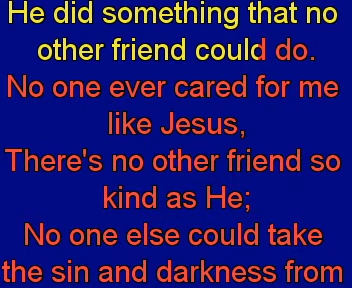 He did something that no
other friend could do.
No one ever cared for me
like Jesus,
There's no other friend so
kind as He;
No one else could take
the sin and darkness from